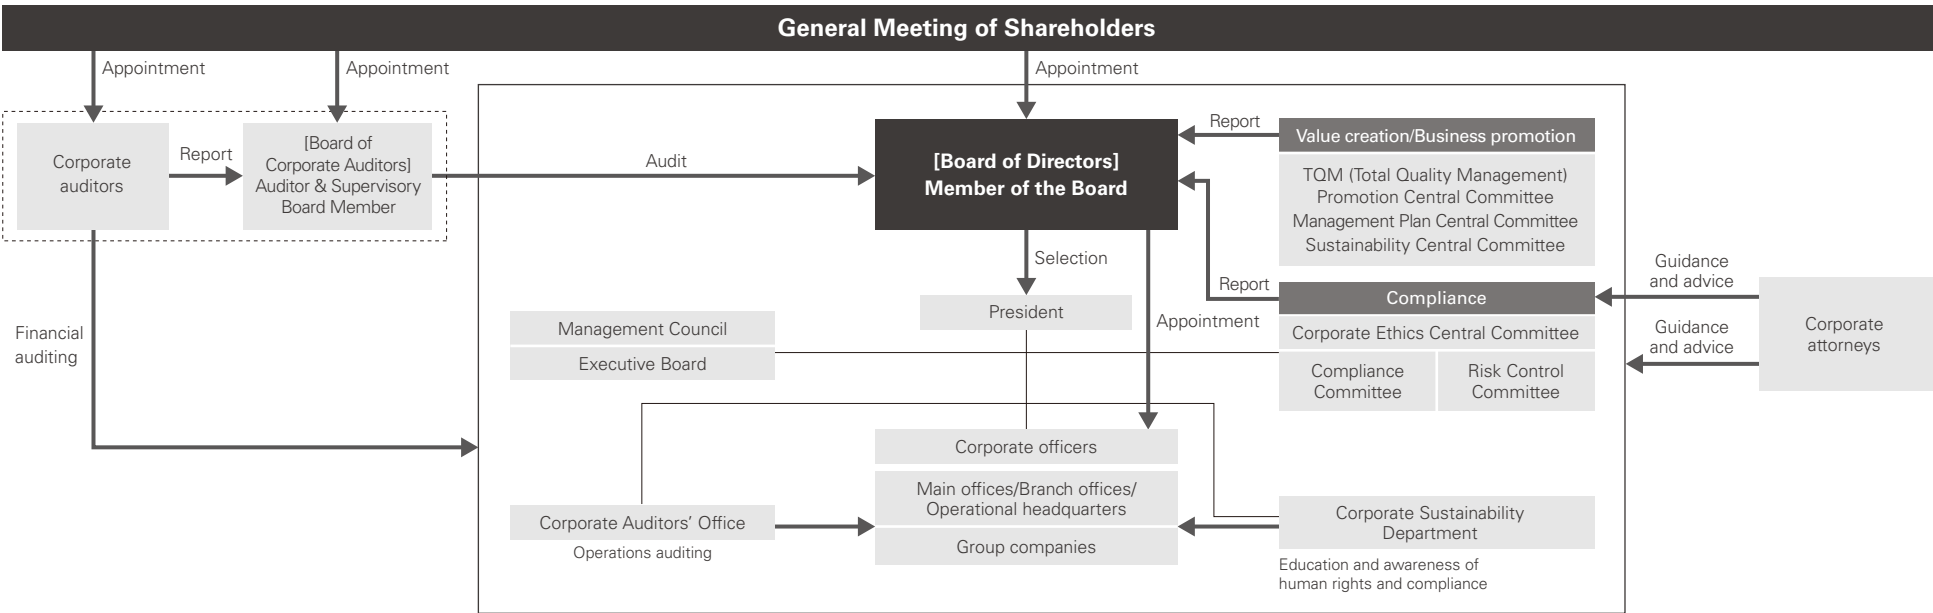 General Meeting of Shareholders
Appointment
Appointment
Appointment
Corporate
auditors
Report
[Board of
Corporate Auditors]
Auditor & Supervisory
Board Member
Audit
[Board of Directors]
Member of the Board
Report
Value creation/Business promotion
TQM (Total Quality Management)
Promotion Central Committee
Management Plan Central Committee
Sustainability Central Committee
Selection
Report
Guidance
and advice
Compliance
Corporate Ethics Central Committee
Compliance
Committee
Risk Control
Committee
Guidance
and advice
Corporate
attorneys
Financial
auditing
Management Council
Executive Board
President
Appointment
Corporate officers
Main offices/Branch offices/
Operational headquarters
Group companies
Corporate Auditors’ Office
Operations auditing
Corporate Sustainability
Department
Education and awareness of
human rights and compliance